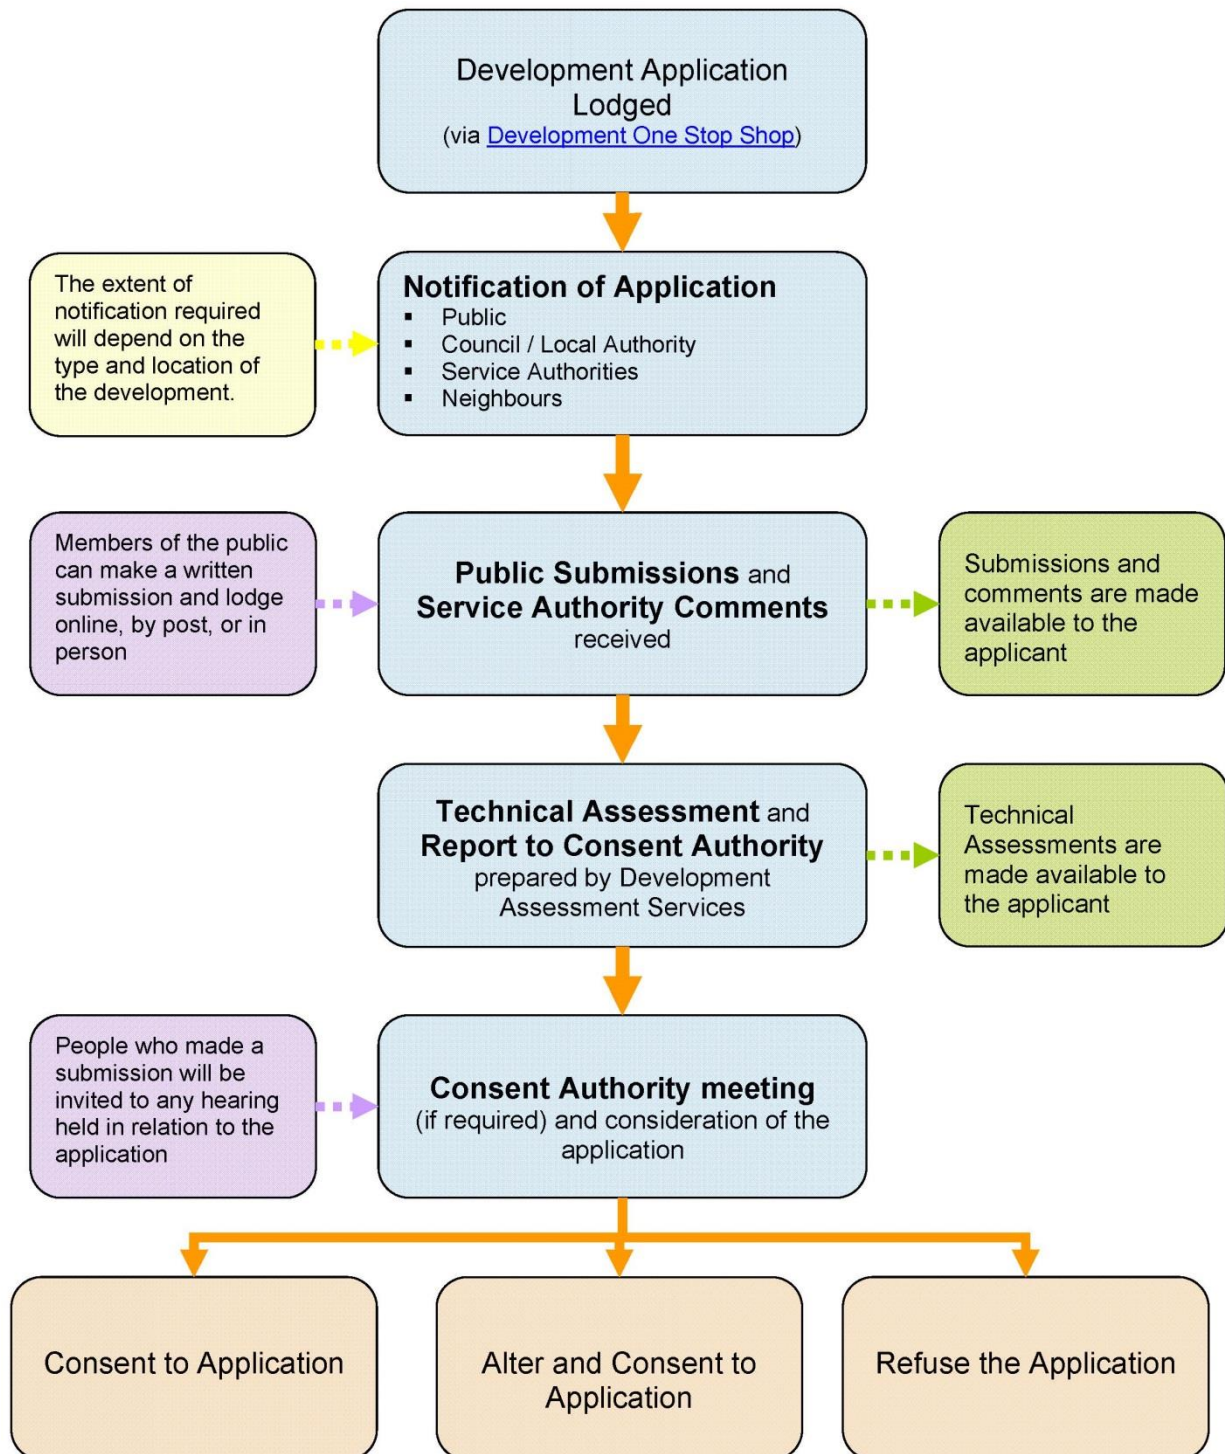 Development Application
Lodged
(via Development One Stop Shop)
The extent of
notification required
will depend on the
type and location of
the development.
Notification of Application
▪ Public
▪ Council / Local Authority
▪ Service Authorities
▪ Neighbours
Members of the public
can make a written
submission and lodge
online, by post, or in
person
Public Submissions and
Service Authority Comments
received
Submissions and
comments are made
available to the
applicant
Technical Assessment and
Report to Consent Authority
prepared by Development
Assessment Services
Technical
Assessments are
made available to
the applicant
People who made a
submission will be
invited to any hearing
held in relation to the
application
Consent Authority meeting
(if required) and consideration of the
application
Consent to Application
Alter and Consent to
Application
Refuse the Application